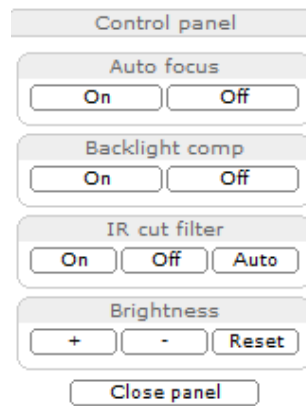 Control panel
Auto focus
On Off
Backlight comp
On Off
IR cut filter
On Off Auto
Brightness
+ - Reset
Close panel